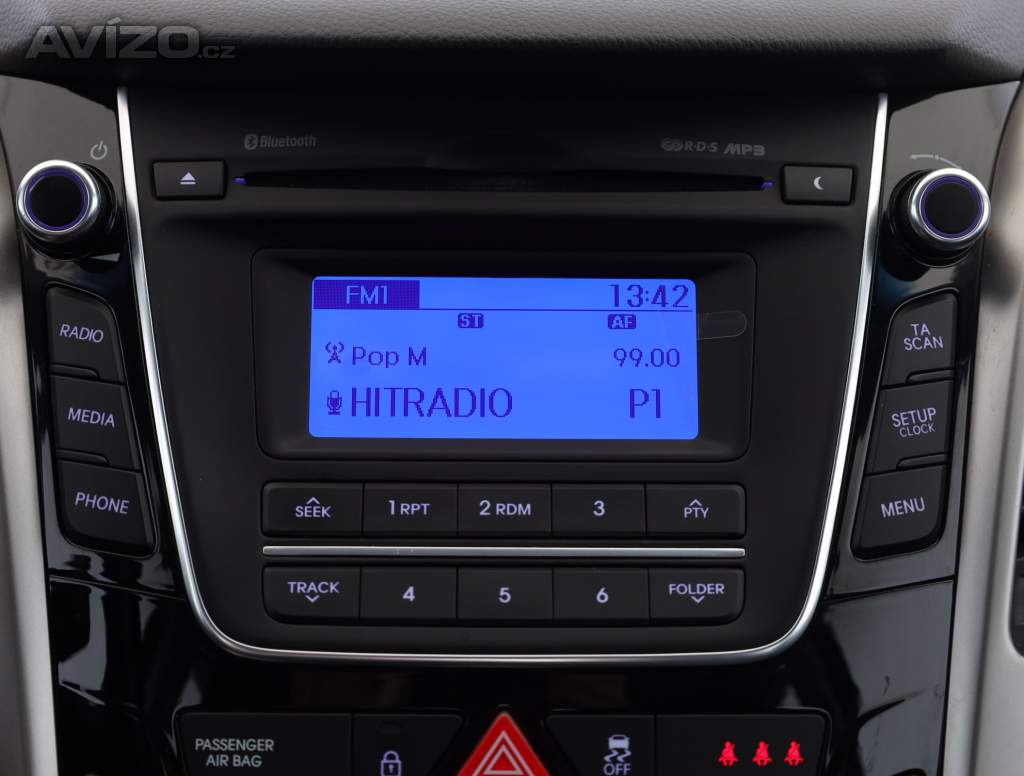 AVÍZO.cz
Bluetooth
R·D·S MP3
FM1 13:42
ST AF
Pop M 99.00
HITRADIO P1
RADIO
MEDIA
PHONE
TA
SCAN
SETUP
CLOCK
MENU
SEEK 1 RPT 2 RDM 3 PTY
TRACK 4 5 6 FOLDER
PASSENGER
AIR BAG
OFF